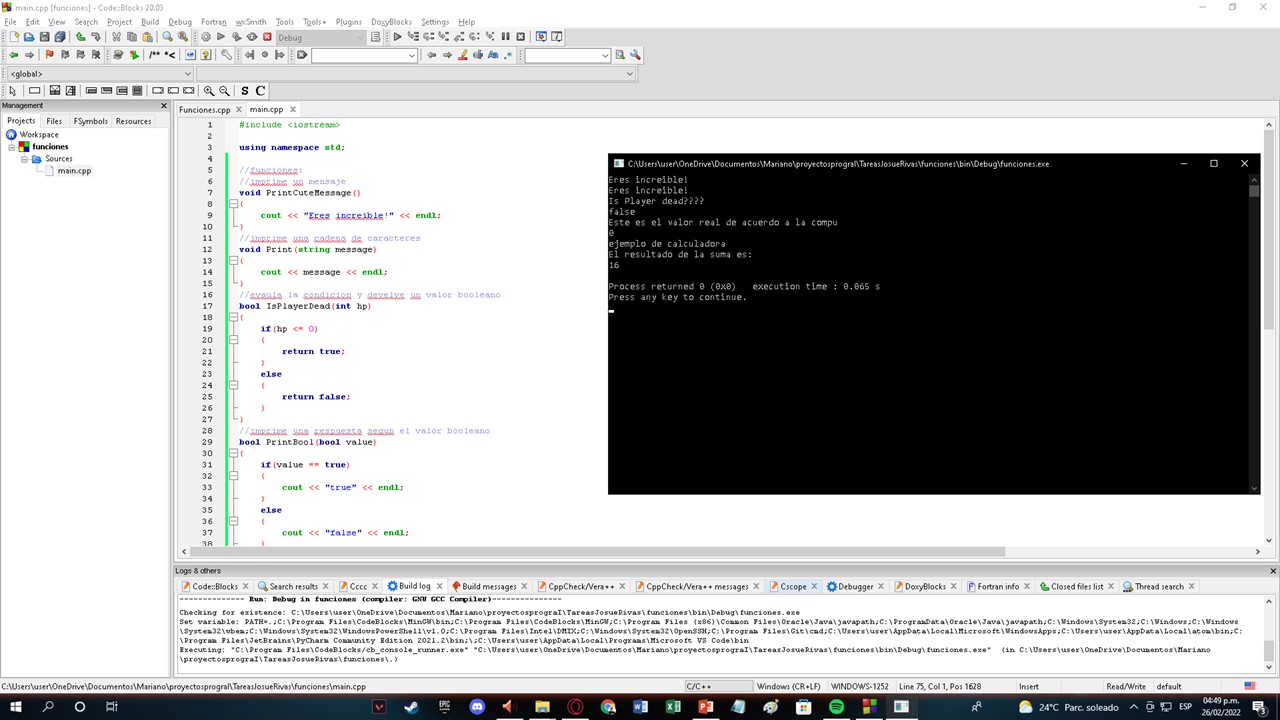 main.cpp [funciones] - Code::Blocks 20.03
File Edit View Search Project Build Debug Fortran wxSmith Tools Tools+ Plugins DoxyBlocks Settings Help
Debug
<global>
Management
Projects Files FSymbols Resources
Workspace
funciones
Sources
main.cpp
Funciones.cpp main.cpp
1 #include <iostream>
2
3 using namespace std;
4
5 //funciones:
6 //imprime un mensaje
7 void PrintCuteMessage()
8 {
9 cout << "Eres increible!" << endl;
10 }
11 //imprime una cadena de caracteres
12 void Print(string message)
13 {
14 cout << message << endl;
15 }
16 //evaula la condicion y develve un valor booleano
17 bool IsPlayerDead(int hp)
18 {
19 if(hp <= 0)
20 {
21 return true;
22 }
23 else
24 {
25 return false;
26 }
27 }
28 //imprime una respuesta segun el valor booleano
29 bool PrintBool(bool value)
30 {
31 if(value == true)
32 {
33 cout << "true" << endl;
34 }
35 else
36 {
37 cout << "false" << endl;
38 }
C:\Users\user\OneDrive\Documentos\Mariano\proyectosprograI\TareasJosueRivas\funciones\bin\Debug\funciones.exe
Eres increible!
Eres increible!
Is Player dead????
false
Este es el valor real de acuerdo a la compu
0
ejemplo de calculadora
El resultado de la suma es:
16
Process returned 0 (0x0) execution time : 0.065 s
Press any key to continue.
Logs & others
Code::Blocks Search results Cccc Build log Build messages CppCheck/Vera++ CppCheck/Vera++ messages Cscope Debugger DoxyBlocks Fortran info Closed files list Thread search
-------------- Run: Debug in funciones (compiler: GNU GCC Compiler)---------------
Checking for existence: C:\Users\user\OneDrive\Documentos\Mariano\proyectosprograI\TareasJosueRivas\funciones\bin\Debug\funciones.exe
Set variable: PATH=.;C:\Program Files\CodeBlocks\MinGW\bin;C:\Program Files\CodeBlocks\MinGW;C:\Program Files (x86)\Common Files\Oracle\Java\javapath;C:\ProgramData\Oracle\Java\javapath;C:\Windows\System32;C:\Windows;C:\Windows
\System32\wbem;C:\Windows\System32\WindowsPowerShell\v1.0;C:\Program Files\Intel\DMIX;C:\Windows\System32\OpenSSH;C:\Program Files\Git\cmd;C:\Users\user\AppData\Local\Microsoft\WindowsApps;C:\Users\user\AppData\Local\atom\bin;C:
\Program Files\JetBrains\PyCharm Community Edition 2021.2\bin;\;C:\Users\user\AppData\Local\Programs\Microsoft VS Code\bin
Executing: "C:\Program Files\CodeBlocks/cb_console_runner.exe" "C:\Users\user\OneDrive\Documentos\Mariano\proyectosprograI\TareasJosueRivas\funciones\bin\Debug\funciones.exe" (in C:\Users\user\OneDrive\Documentos\Mariano
\proyectosprograI\TareasJosueRivas\funciones\.)
C:\Users\user\OneDrive\Documentos\Mariano\proyectosprograI\TareasJosueRivas\funciones\main.cpp C/C++ Windows (CR+LF) WINDOWS-1252 Line 75, Col 1, Pos 1628 Insert Read/Write default
24°C Parc. soleado ESP 04:49 p.m.
26/02/2022